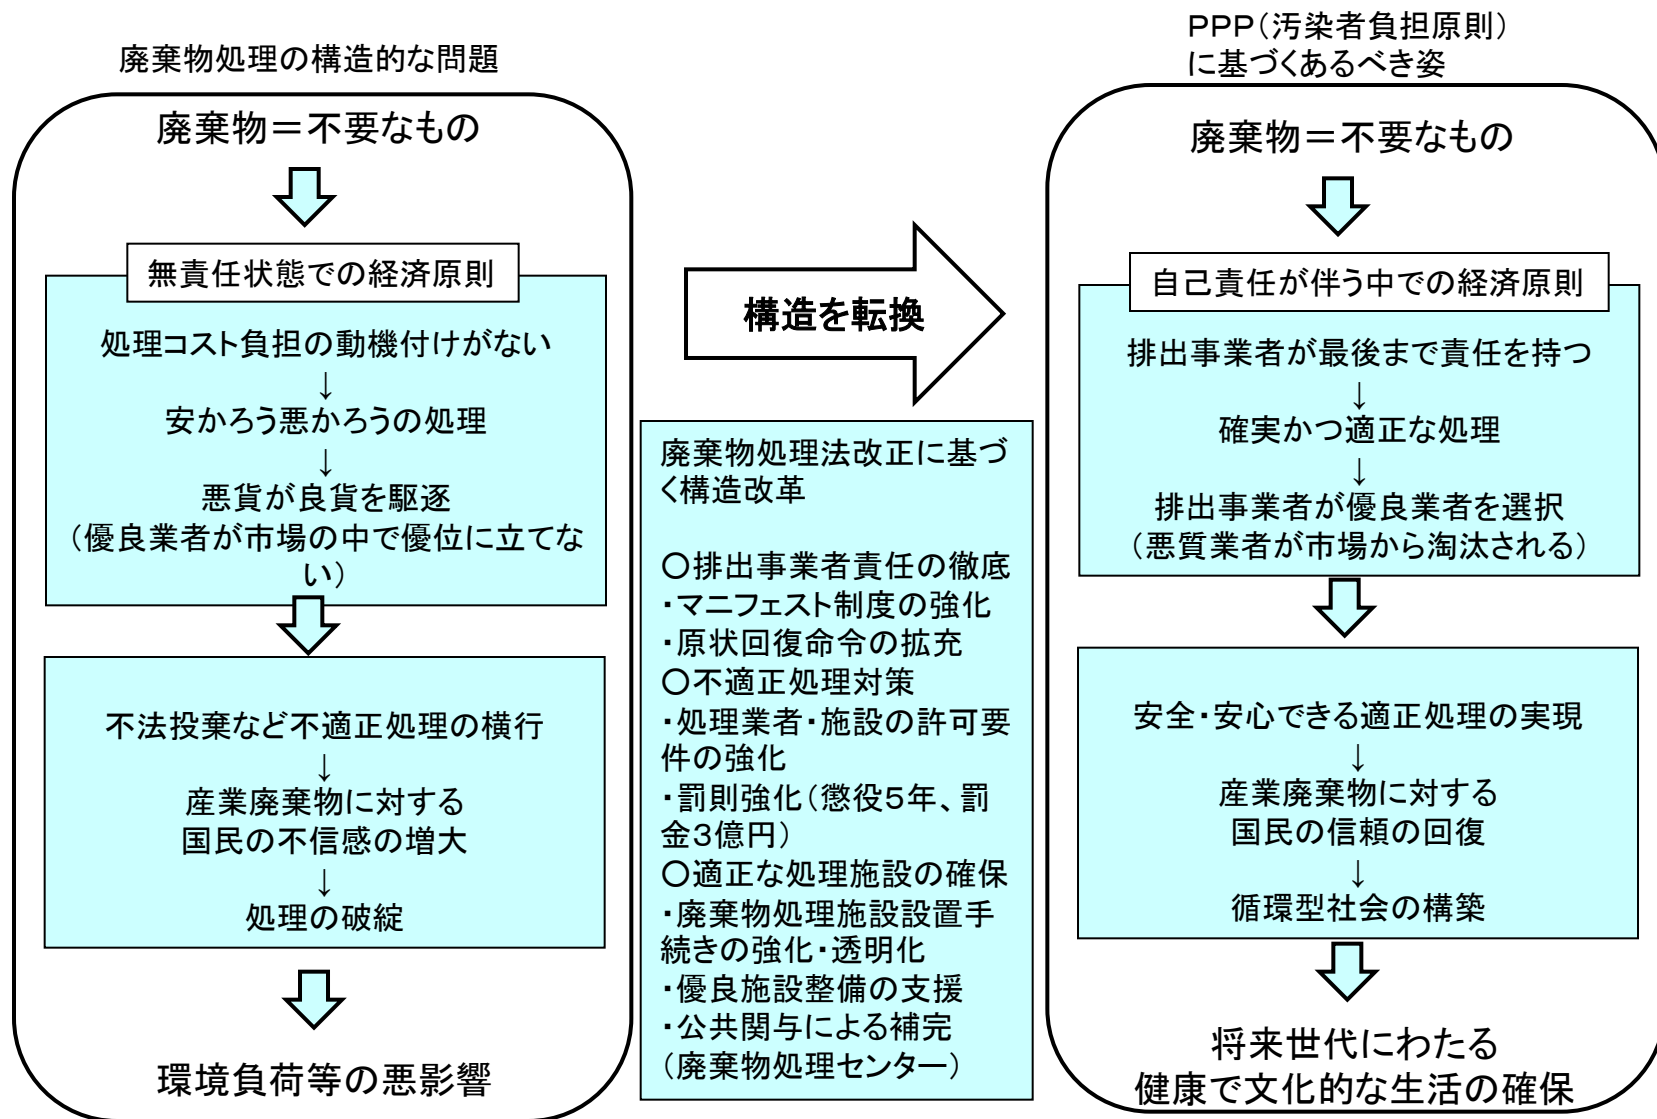 廃棄物処理の構造的な問題
廃棄物＝不要なもの
無責任状態での経済原則
処理コスト負担の動機付けがない
↓
安かろう悪かろうの処理
↓
悪貨が良貨を駆逐
（優良業者が市場の中で優位に立てな
い）
不法投棄など不適正処理の横行
↓
産業廃棄物に対する
国民の不信感の増大
↓
処理の破綻
環境負荷等の悪影響
構造を転換
廃棄物処理法改正に基づ
く構造改革
○排出事業者責任の徹底
・マニフェスト制度の強化
・原状回復命令の拡充
○不適正処理対策
・処理業者・施設の許可要
件の強化
・罰則強化（懲役５年、罰
金３億円）
○適正な処理施設の確保
・廃棄物処理施設設置手
続きの強化・透明化
・優良施設整備の支援
・公共関与による補完
（廃棄物処理センター）
ＰＰＰ（汚染者負担原則）
に基づくあるべき姿
廃棄物＝不要なもの
自己責任が伴う中での経済原則
排出事業者が最後まで責任を持つ
↓
確実かつ適正な処理
↓
排出事業者が優良業者を選択
（悪質業者が市場から淘汰される）
安全・安心できる適正処理の実現
↓
産業廃棄物に対する
国民の信頼の回復
↓
循環型社会の構築
将来世代にわたる
健康で文化的な生活の確保